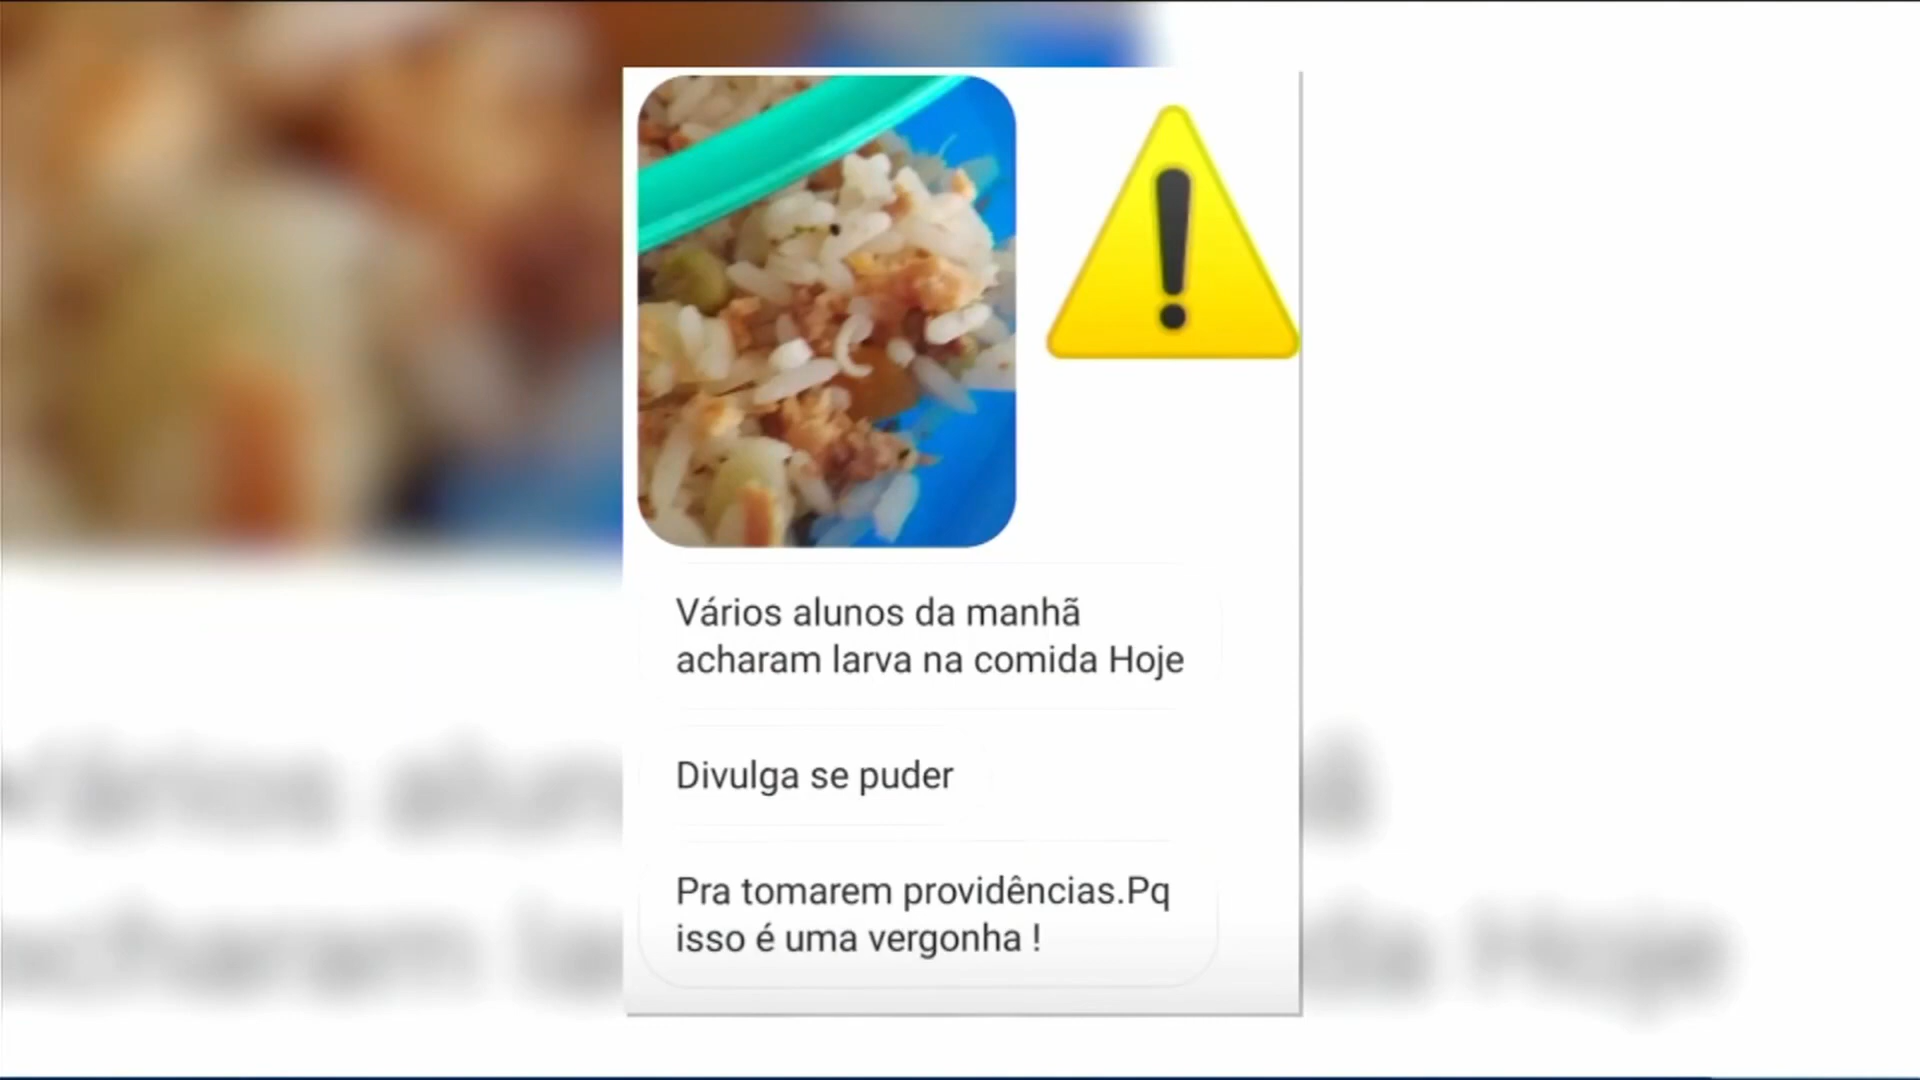 Vários alunos da manhã
acharam larva na comida Hoje
Divulga se puder
Pra tomarem providências.Pq
isso é uma vergonha !